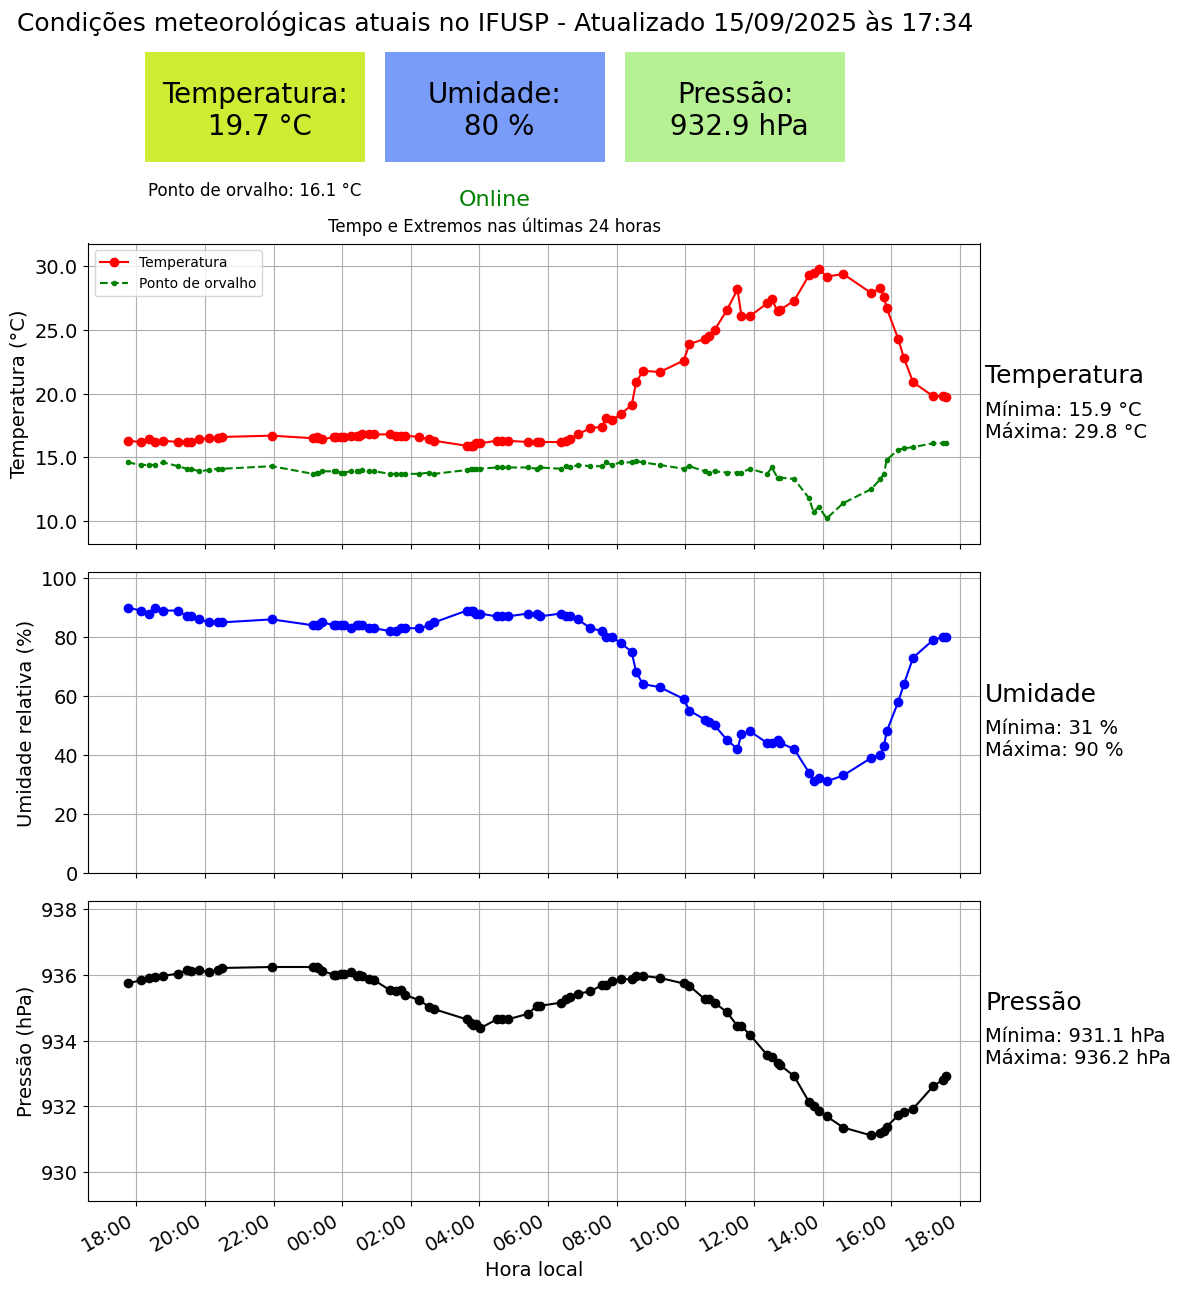 Condições meteorológicas atuais no IFUSP - Atualizado 15/09/2025 às 17:34
Temperatura:
19.7 °C
Umidade:
80 %
Pressão:
932.9 hPa
Ponto de orvalho: 16.1 °C
Online
Tempo e Extremos nas últimas 24 horas
Temperatura
Ponto de orvalho
30.0
25.0
20.0
15.0
10.0
Temperatura (°C)
Temperatura
Mínima: 15.9 °C
Máxima: 29.8 °C
100
80
60
40
20
0
Umidade relativa (%)
Umidade
Mínima: 31 %
Máxima: 90 %
938
936
934
932
930
Pressão (hPa)
Pressão
Mínima: 931.1 hPa
Máxima: 936.2 hPa
18:00
20:00
22:00
00:00
02:00
04:00
06:00
08:00
10:00
12:00
14:00
16:00
18:00
Hora local